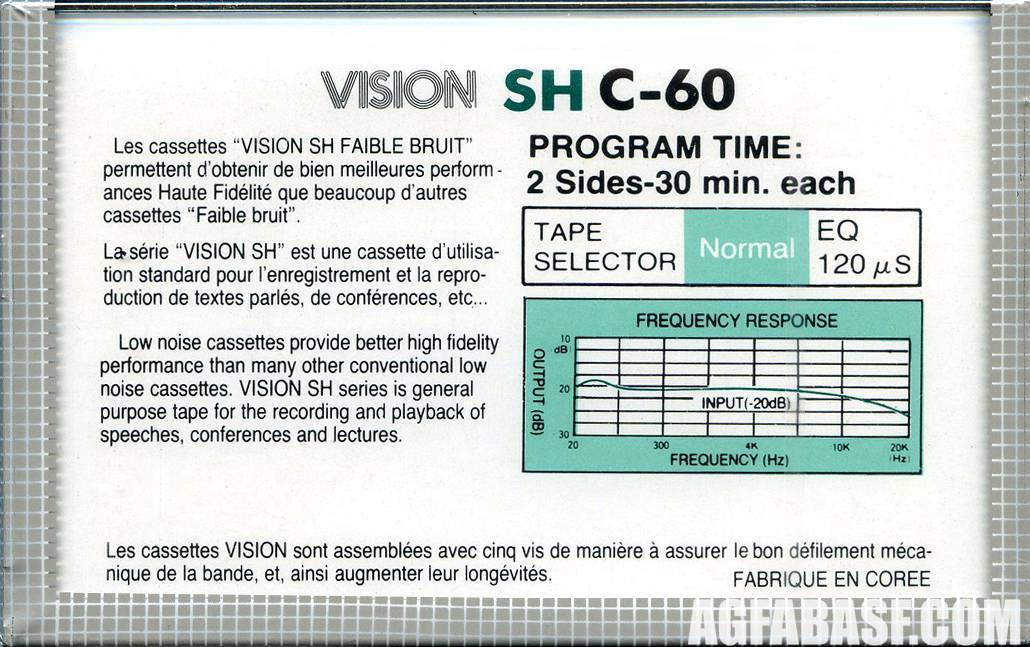 VISION SH C-60
Les cassettes “VISION SH FAIBLE BRUIT”
permettent d'obtenir de bien meilleures perform-
ances Haute Fidélité que beaucoup d'autres
cassettes “Faible bruit”.
La série “VISION SH” est une cassette d'utilisa-
tion standard pour l'enregistrement et la repro-
duction de textes parlés, de conférences, etc...
Low noise cassettes provide better high fidelity
performance than many other conventional low
noise cassettes. VISION SH series is general
purpose tape for the recording and playback of
speeches, conferences and lectures.
PROGRAM TIME:
2 Sides-30 min. each
TAPE SELECTOR Normal EQ 120 μS
FREQUENCY RESPONSE
10
dB
20
30
OUTPUT (dB)
INPUT(-20dB)
20 300 4K 10K 20K
FREQUENCY (Hz) (Hz)
Les cassettes VISION sont assemblées avec cinq vis de manière à assurer le bon défilement méca-
nique de la bande, et, ainsi augmenter leur longévités.
FABRIQUE EN COREE
AGFABASE.COM